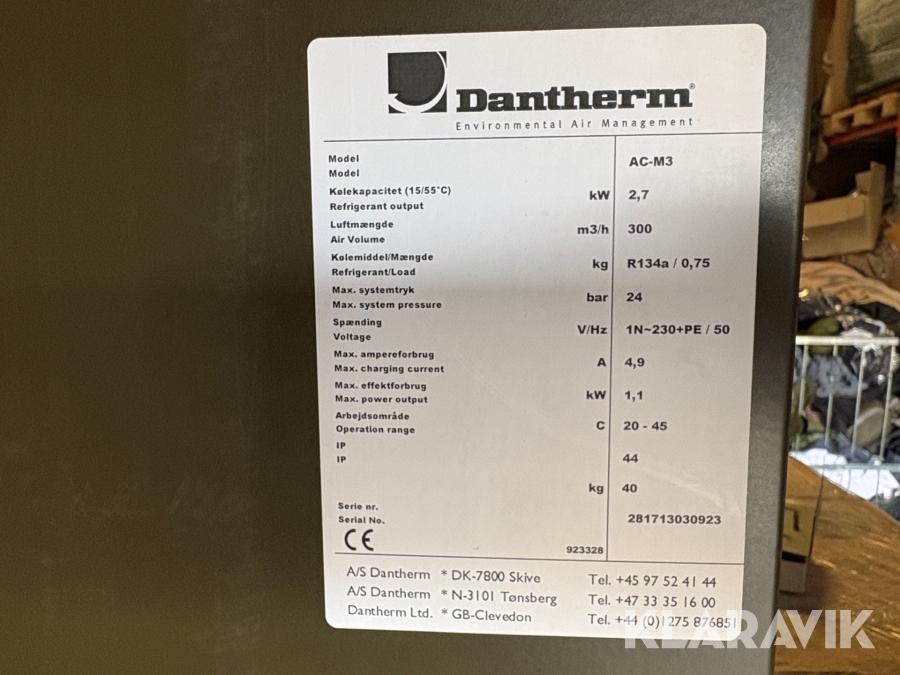 Dantherm®
Environmental Air Management
Model
Model AC-M3
Kølekapacitet (15/55°C)
Refrigerant output kW 2,7
Luftmængde
Air Volume m3/h 300
Kølemiddel/Mængde
Refrigerant/Load kg R134a / 0,75
Max. systemtryk
Max. system pressure bar 24
Spænding
Voltage V/Hz 1N~230+PE / 50
Max. ampereforbrug
Max. charging current A 4,9
Max. effektforbrug
Max. power output kW 1,1
Arbejdsområde
Operation range C 20 - 45
IP
IP 44
kg 40
Serie nr.
Serial No. 281713030923
CE 923328
A/S Dantherm * DK-7800 Skive Tel. +45 97 52 41 44
A/S Dantherm * N-3101 Tønsberg Tel. +47 33 35 16 00
Dantherm Ltd. * GB-Clevedon Tel. +44 (0)1275 876851
KLARAVIK